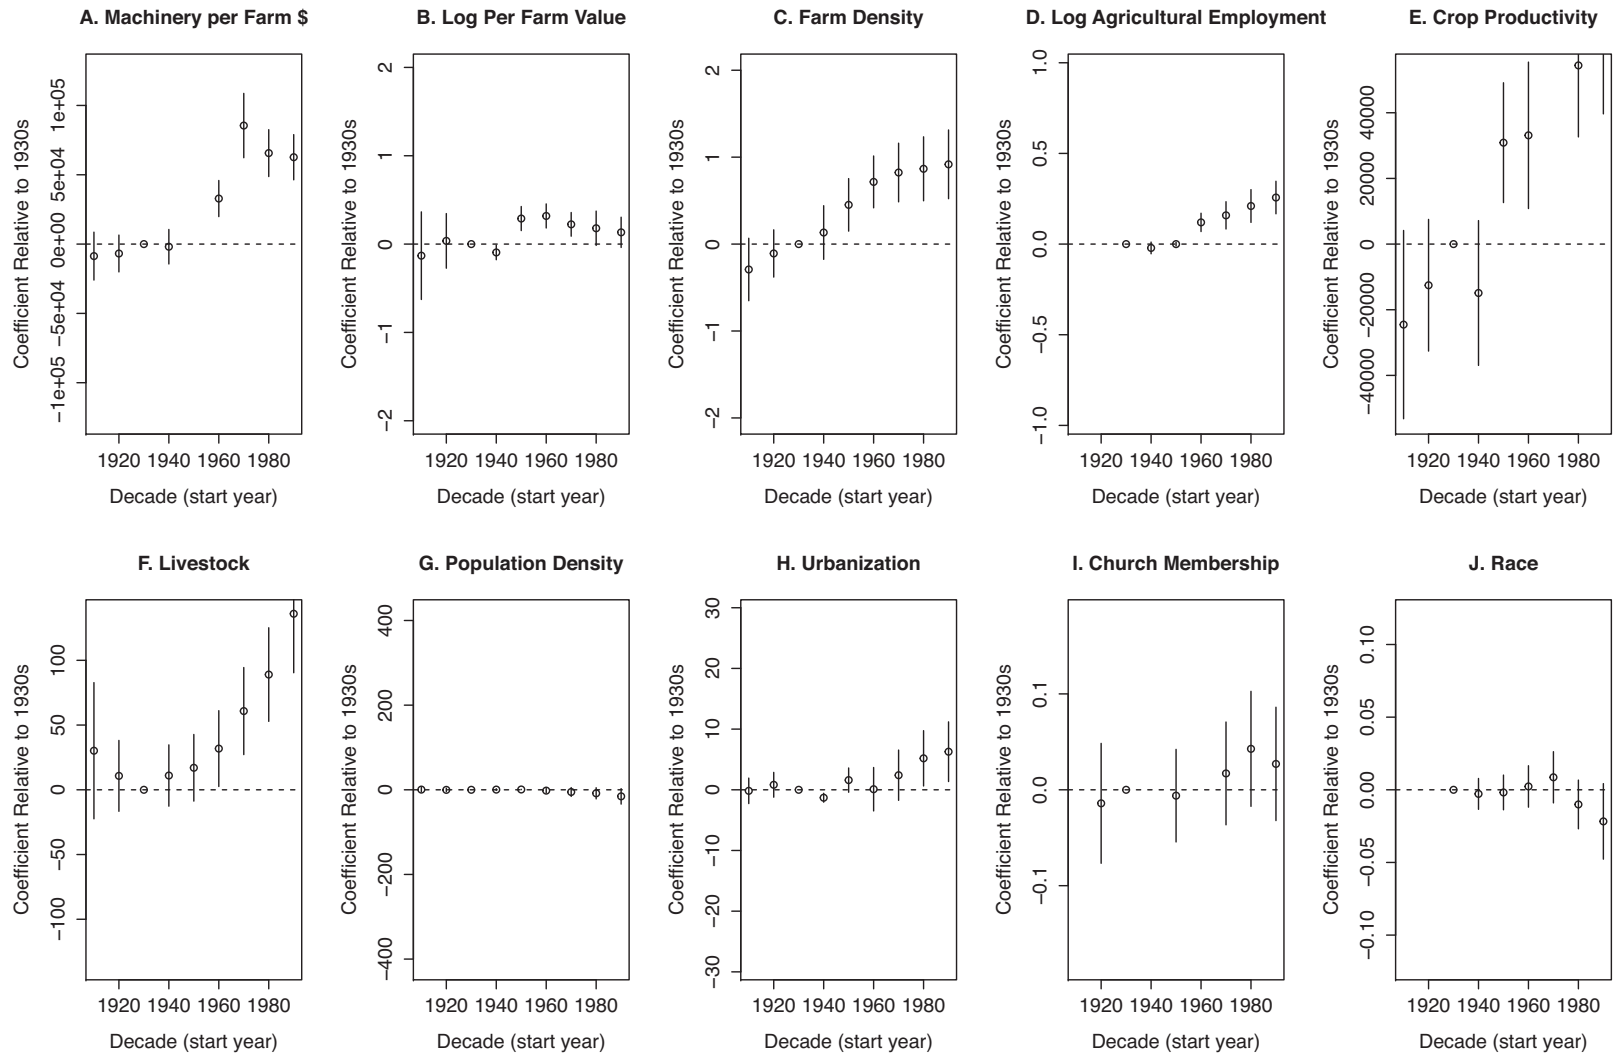 A. Machinery per Farm $
B. Log Per Farm Value
C. Farm Density
D. Log Agricultural Employment
E. Crop Productivity
Coefficient Relative to 1930s
1e+05
5e+04
0e+00
−5e+04
−1e+05
1920 1940 1960 1980
Decade (start year)
Coefficient Relative to 1930s
2
1
0
−1
−2
1920 1940 1960 1980
Decade (start year)
Coefficient Relative to 1930s
2
1
0
−1
−2
1920 1940 1960 1980
Decade (start year)
Coefficient Relative to 1930s
1.0
0.5
0.0
−0.5
−1.0
1920 1940 1960 1980
Decade (start year)
Coefficient Relative to 1930s
40000
20000
0
−20000
−40000
1920 1940 1960 1980
Decade (start year)
F. Livestock
G. Population Density
H. Urbanization
I. Church Membership
J. Race
Coefficient Relative to 1930s
100
50
0
−50
−100
1920 1940 1960 1980
Decade (start year)
Coefficient Relative to 1930s
400
200
0
−200
−400
1920 1940 1960 1980
Decade (start year)
Coefficient Relative to 1930s
30
20
10
0
−10
−20
−30
1920 1940 1960 1980
Decade (start year)
Coefficient Relative to 1930s
0.1
0.0
−0.1
1920 1940 1960 1980
Decade (start year)
Coefficient Relative to 1930s
0.10
0.05
0.00
−0.05
−0.10
1920 1940 1960 1980
Decade (start year)